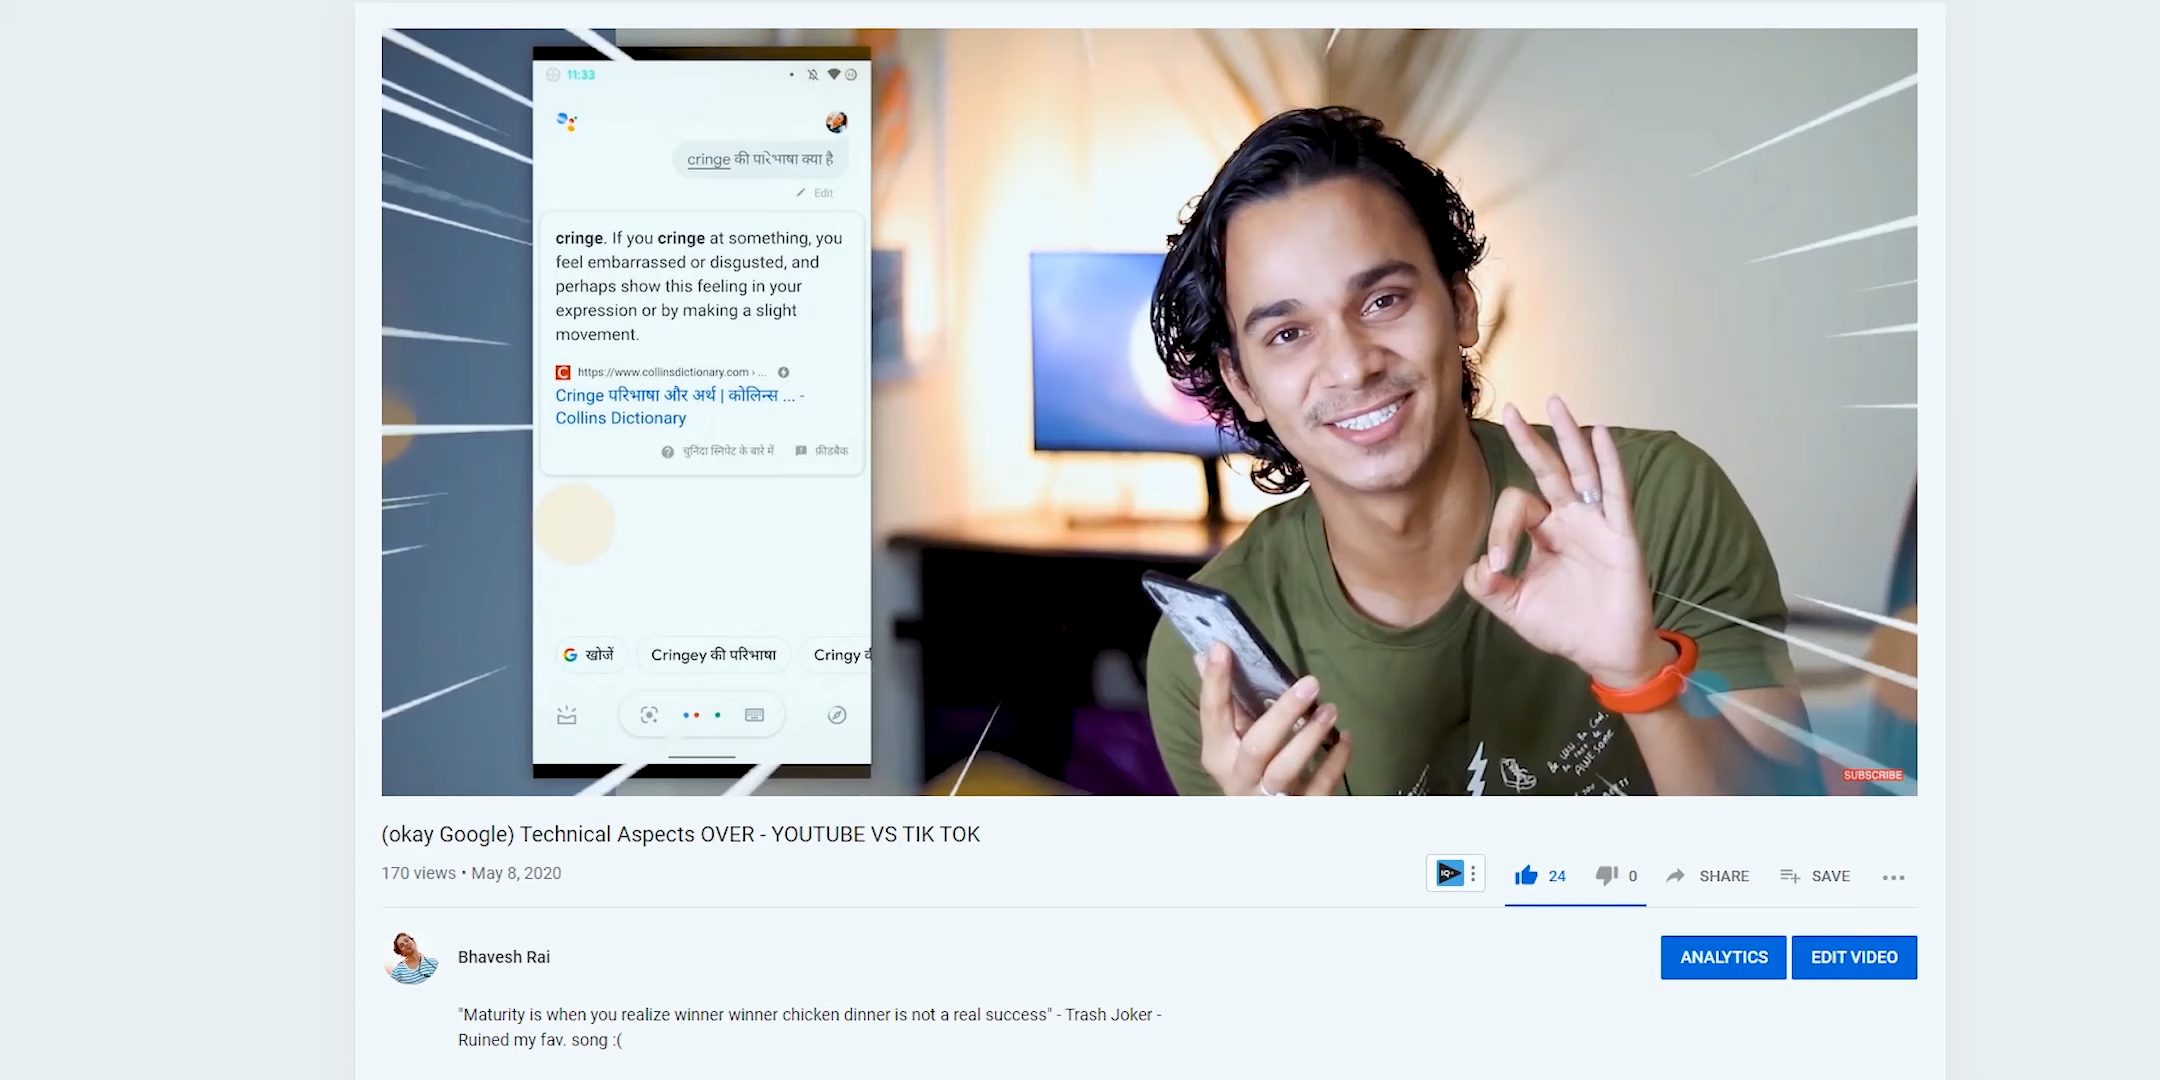 11:33
cringe की परिभाषा क्या है
Edit
cringe. If you cringe at something, you
feel embarrassed or disgusted, and
perhaps show this feeling in your
expression or by making a slight
movement.
https://www.collinsdictionary.com › ...
Cringe परिभाषा और अर्थ | कोलिन्स ... -
Collins Dictionary
चुनिंदा स्निपेट के बारे में फ़ीडबैक
खोजें Cringey की परिभाषा Cringy
AWESOME
SUBSCRIBE
(okay Google) Technical Aspects OVER - YOUTUBE VS TIK TOK
170 views • May 8, 2020
24 0 SHARE SAVE
Bhavesh Rai
ANALYTICS EDIT VIDEO
"Maturity is when you realize winner winner chicken dinner is not a real success" - Trash Joker -
Ruined my fav. song :(